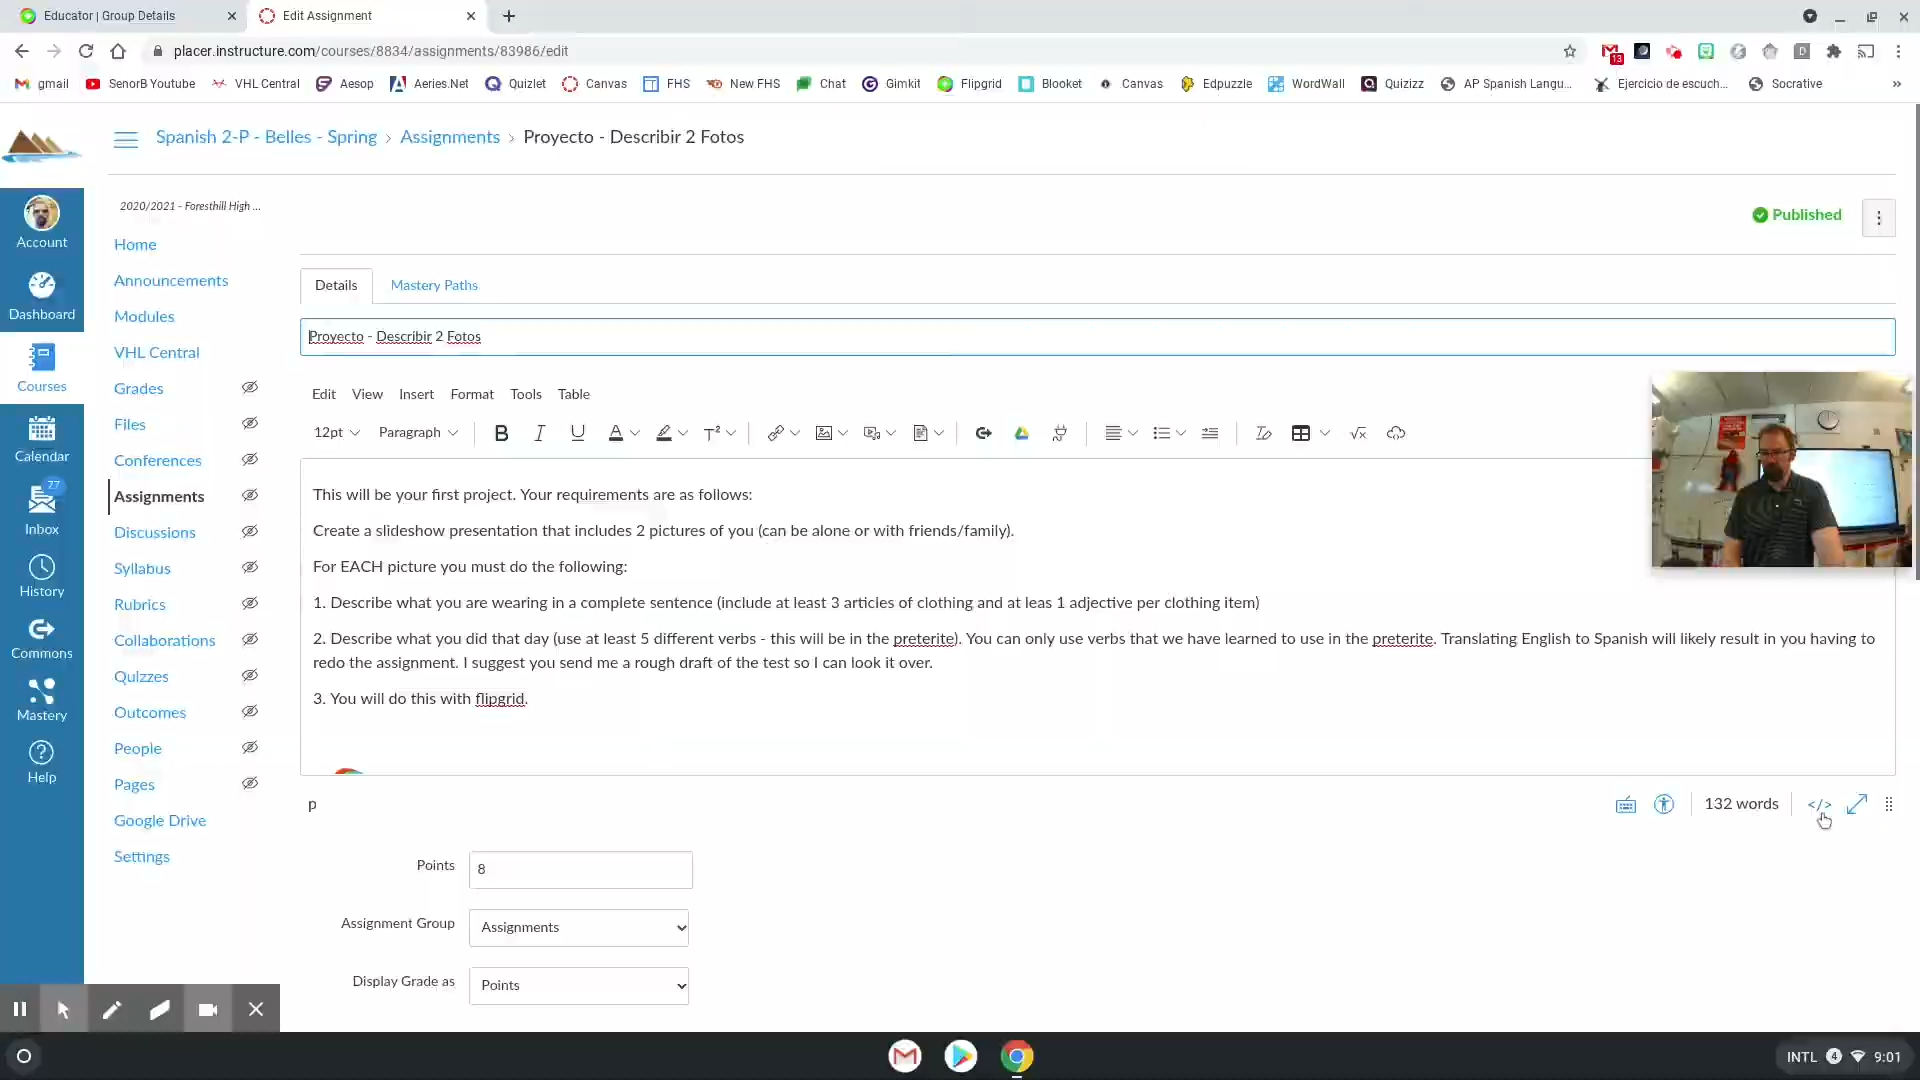 Educator | Group Details
Edit Assignment
placer.instructure.com/courses/8834/assignments/83986/edit
13
gmail
SenorB Youtube
VHL Central
Aesop
Aeries.Net
Quizlet
Canvas
FHS
New FHS
Chat
Gimkit
Flipgrid
Blooket
Canvas
Edpuzzle
WordWall
Quizizz
AP Spanish Langu...
Ejercicio de escuch...
Socrative
Spanish 2-P - Belles - Spring › Assignments › Proyecto - Describir 2 Fotos
Account
Dashboard
Courses
Calendar
Inbox
History
Commons
Mastery
Help
2020/2021 - Foresthill High ...
Home
Announcements
Modules
VHL Central
Grades
Files
Conferences
Assignments
Discussions
Syllabus
Rubrics
Collaborations
Quizzes
Outcomes
People
Pages
Google Drive
Settings
Published
Details
Mastery Paths
Proyecto - Describir 2 Fotos
Edit View Insert Format Tools Table
12pt Paragraph
This will be your first project. Your requirements are as follows:
Create a slideshow presentation that includes 2 pictures of you (can be alone or with friends/family).
For EACH picture you must do the following:
1. Describe what you are wearing in a complete sentence (include at least 3 articles of clothing and at leas 1 adjective per clothing item)
2. Describe what you did that day (use at least 5 different verbs - this will be in the preterite). You can only use verbs that we have learned to use in the preterite. Translating English to Spanish will likely result in you having to
redo the assignment. I suggest you send me a rough draft of the test so I can look it over.
3. You will do this with flipgrid.
p
132 words
</>
Points
8
Assignment Group
Assignments
Display Grade as
Points
INTL
4
9:01